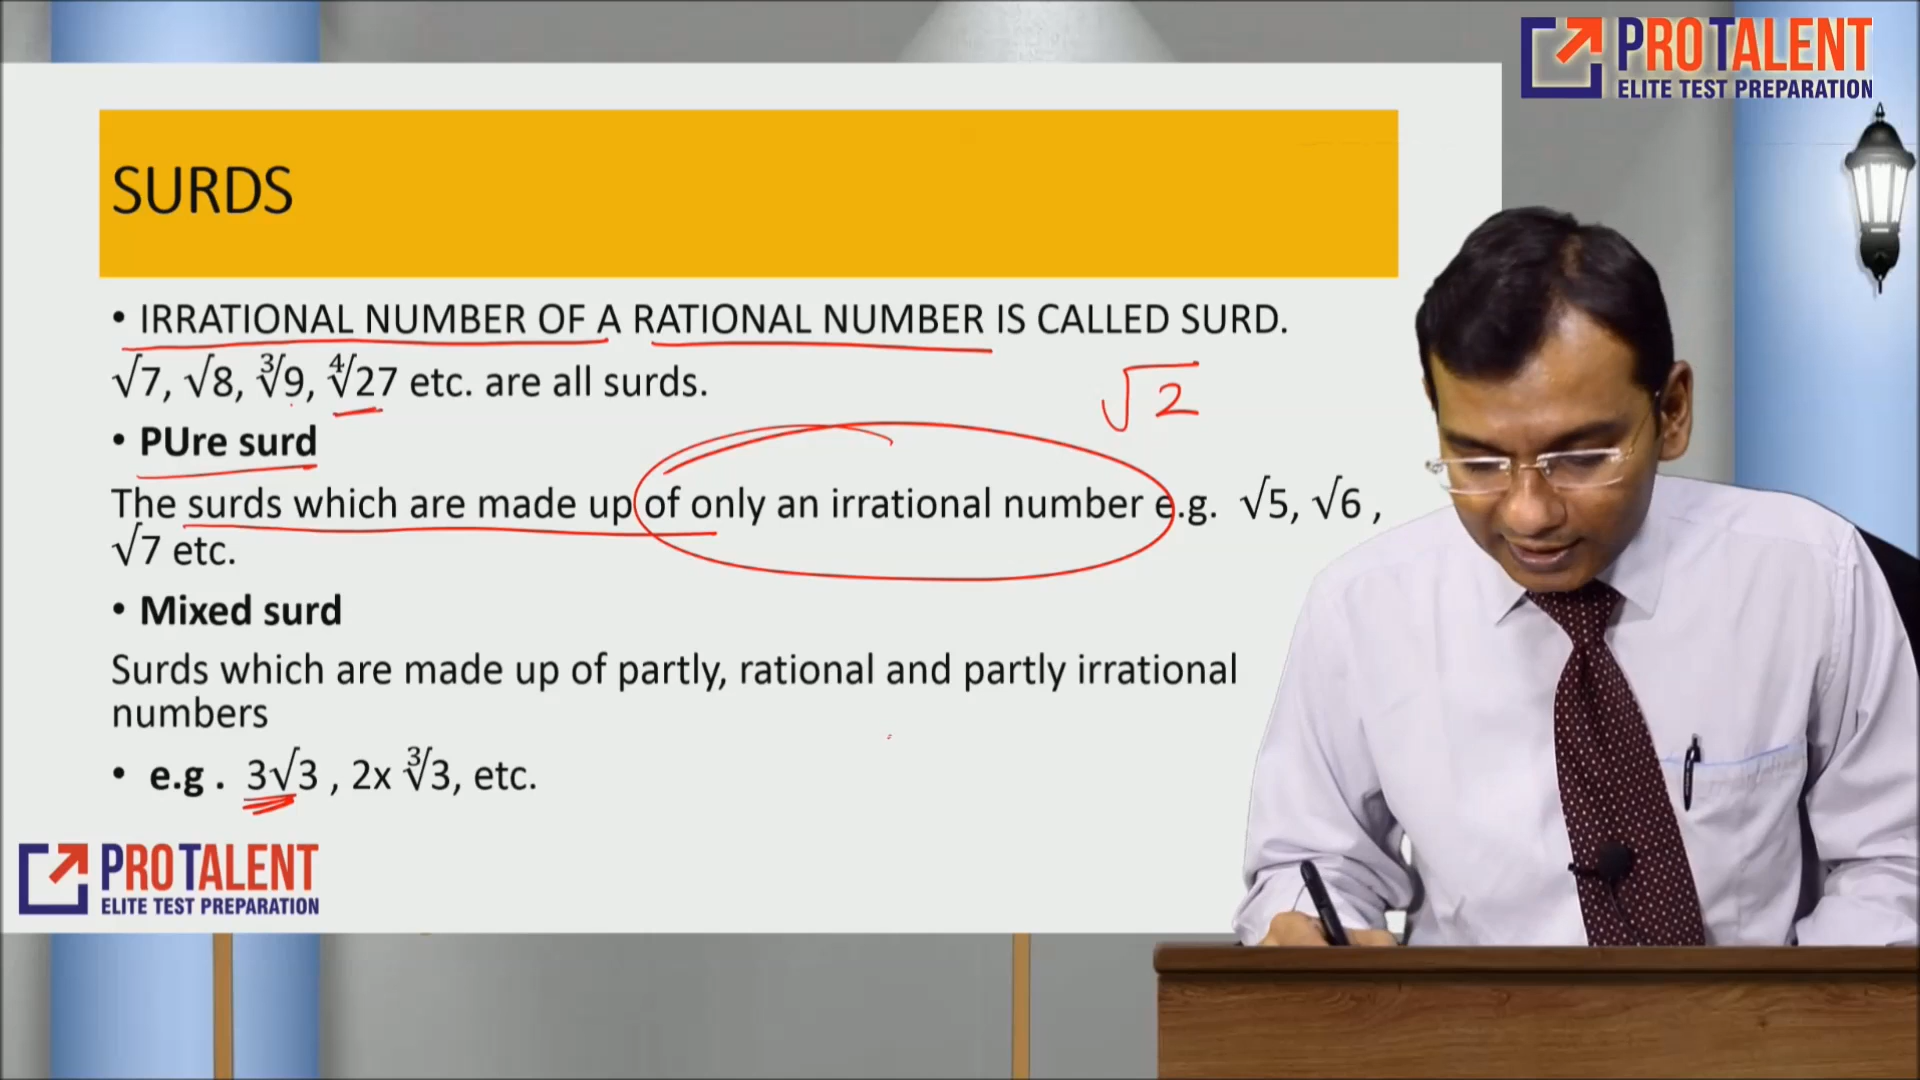 PROTALENT
ELITE TEST PREPARATION
SURDS
• IRRATIONAL NUMBER OF A RATIONAL NUMBER IS CALLED SURD.
√7, √8, ∛9, ∜27 etc. are all surds.
√2
• PUre surd
The surds which are made up of only an irrational number e.g. √5, √6 ,
√7 etc.
• Mixed surd
Surds which are made up of partly, rational and partly irrational
numbers
• e.g . 3√3 , 2x ∛3, etc.
PROTALENT
ELITE TEST PREPARATION